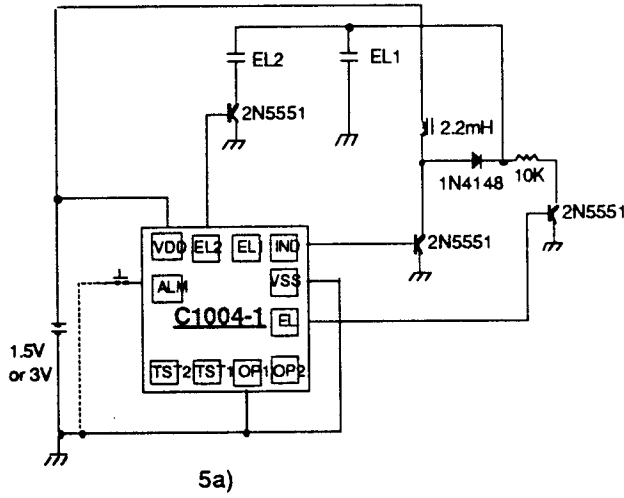 EL2
EL1
2N5551
2.2mH
1N4148
10K
2N5551
2N5551
VDD
EL2
EL1
IND
ALM
VSS
C1004-1
EL
1.5V
or 3V
TST2
TST1
OP1
OP2
5a)